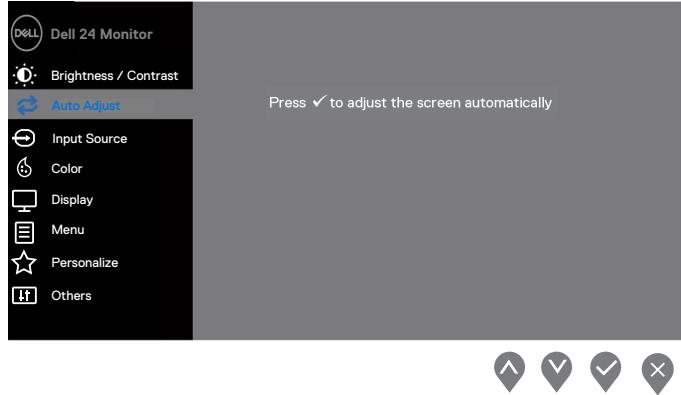 DELL
Dell 24 Monitor
Brightness / Contrast
Auto Adjust
Press ✓ to adjust the screen automatically
Input Source
Color
Display
Menu
Personalize
Others